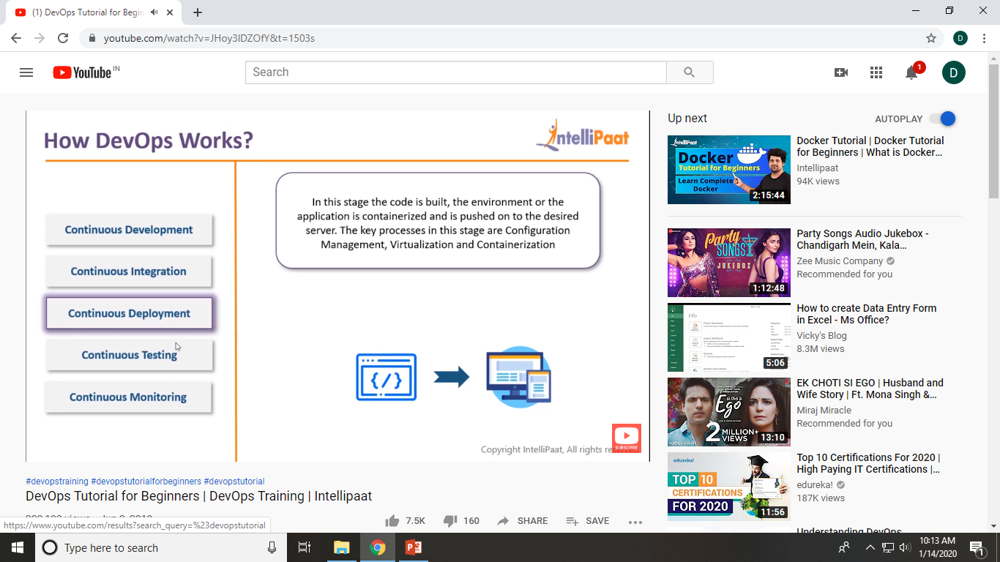 (1) DevOps Tutorial for Begin
youtube.com/watch?v=JHoy3lDZOfY&t=1503s
D
YouTube IN
Search
1
D
How DevOps Works?
IntelliPaat
Continuous Development
Continuous Integration
Continuous Deployment
Continuous Testing
Continuous Monitoring
In this stage the code is built, the environment or the
application is containerized and is pushed on to the desired
server. The key processes in this stage are Configuration
Management, Virtualization and Containerization
Copyright IntelliPaat, All rights
SUBSCRIBE
#devopstraining #devopstutorialforbeginners #devopstutorial
DevOps Tutorial for Beginners | DevOps Training | Intellipaat
7.5K
160
SHARE
SAVE
https://www.youtube.com/results?search_query=%23devopstutorial
Up next
AUTOPLAY
IntelliPaat
Docker
Tutorial for Beginners
Learn Complete
Docker
2:15:44
Docker Tutorial | Docker Tutorial
for Beginners | What is Docker...
Intellipaat
94K views
Party
SONGS
JUKEBOX
1:12:48
Party Songs Audio Jukebox -
Chandigarh Mein, Kala...
Zee Music Company
Recommended for you
Info
5:06
How to create Data Entry Form
in Excel - Ms Office?
Vicky's Blog
8.3M views
Ego
2 MILLION+
VIEWS
IQBAL KHAN
13:10
EK CHOTI SI EGO | Husband and
Wife Story | Ft. Mona Singh &...
Miraj Miracle
Recommended for you
edureka!
TOP 10
CERTIFICATIONS
FOR 2020
11:56
Top 10 Certifications For 2020 |
High Paying IT Certifications |...
edureka!
187K views
Understanding DevOps
Type here to search
10:13 AM
1/14/2020
1